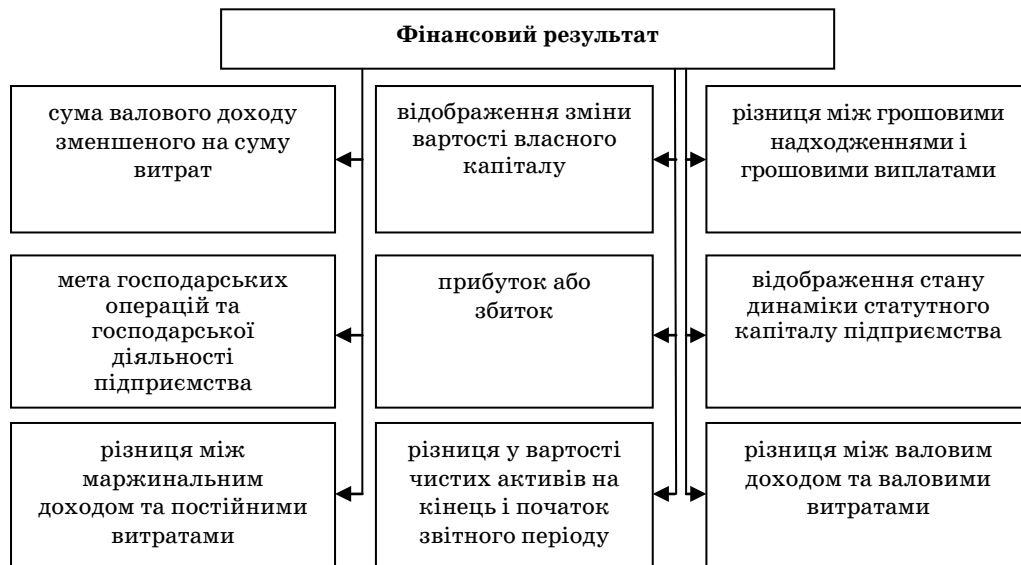 Фінансовий результат
сума валового доходу
зменшеного на суму
витрат
відображення зміни
вартості власного
капіталу
різниця між грошовими
надходженнями і
грошовими виплатами
мета господарських
операцій та
господарської
діяльності
підприємства
прибуток або
збиток
відображення стану
динаміки статутного
капіталу підприємства
різниця між
маржинальним
доходом та постійними
витратами
різниця у вартості
чистих активів на
кінець і початок
звітного періоду
різниця між валовим
доходом та валовими
витратами